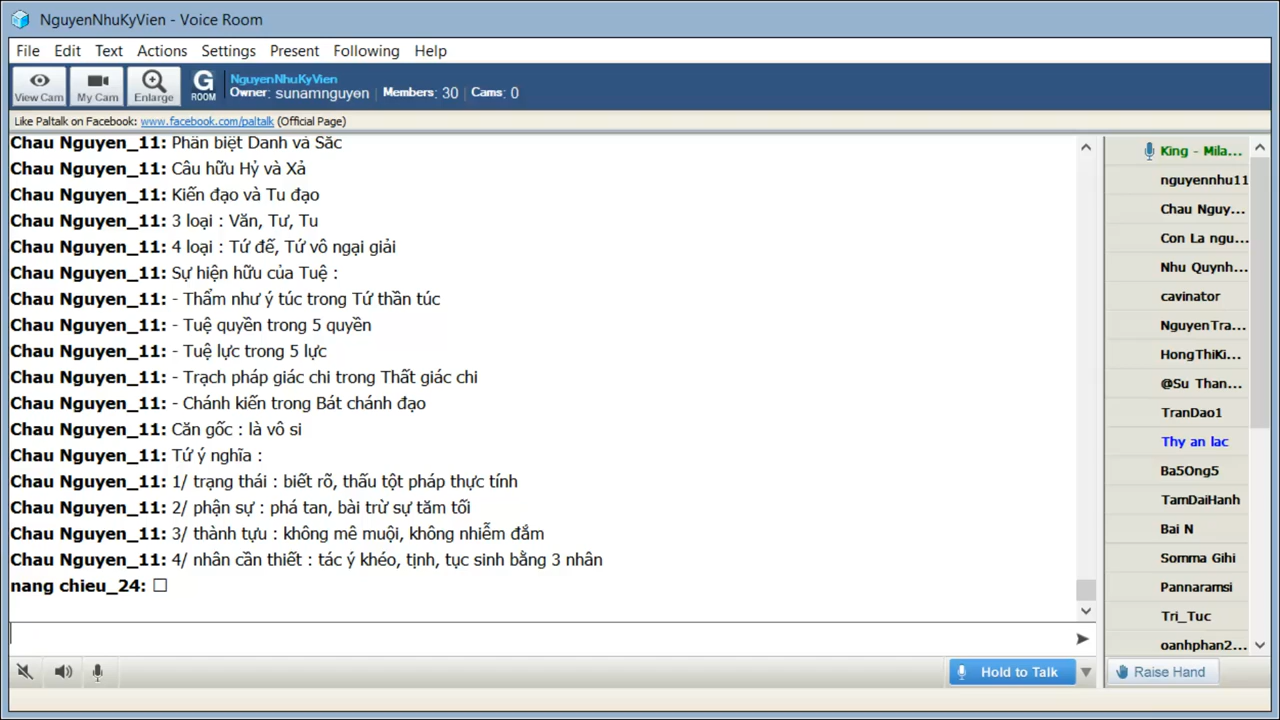 NguyenNhuKyVien - Voice Room
File Edit Text Actions Settings Present Following Help
View Cam
My Cam
Enlarge
G ROOM
NguyenNhuKyVien
Owner: sunamnguyen | Members: 30 | Cams: 0
Like Paltalk on Facebook: www.facebook.com/paltalk (Official Page)
Chau Nguyen_11: Phân biệt Danh và Sắc
Chau Nguyen_11: Câu hữu Hỷ và Xả
Chau Nguyen_11: Kiến đạo và Tu đạo
Chau Nguyen_11: 3 loại : Văn, Tư, Tu
Chau Nguyen_11: 4 loại : Tứ đế, Tứ vô ngại giải
Chau Nguyen_11: Sự hiện hữu của Tuệ :
Chau Nguyen_11: - Thẩm như ý túc trong Tứ thần túc
Chau Nguyen_11: - Tuệ quyền trong 5 quyền
Chau Nguyen_11: - Tuệ lực trong 5 lực
Chau Nguyen_11: - Trạch pháp giác chi trong Thất giác chi
Chau Nguyen_11: - Chánh kiến trong Bát chánh đạo
Chau Nguyen_11: Căn gốc : là vô si
Chau Nguyen_11: Tứ ý nghĩa :
Chau Nguyen_11: 1/ trạng thái : biết rõ, thấu tột pháp thực tính
Chau Nguyen_11: 2/ phận sự : phá tan, bài trừ sự tăm tối
Chau Nguyen_11: 3/ thành tựu : không mê muội, không nhiễm đắm
Chau Nguyen_11: 4/ nhân cần thiết : tác ý khéo, tịnh, tục sinh bằng 3 nhân
nang chieu_24: □
King - Mila...
nguyennhu11
Chau Nguy...
Con La ngu...
Nhu Quynh...
cavinator
NguyenTra...
HongThiKi...
@Su Than...
TranDao1
Thy an lac
Ba5Ong5
TamDaiHanh
Bai N
Somma Gihi
Pannaramsi
Tri_Tuc
oanhphan2...
Hold to Talk
Raise Hand